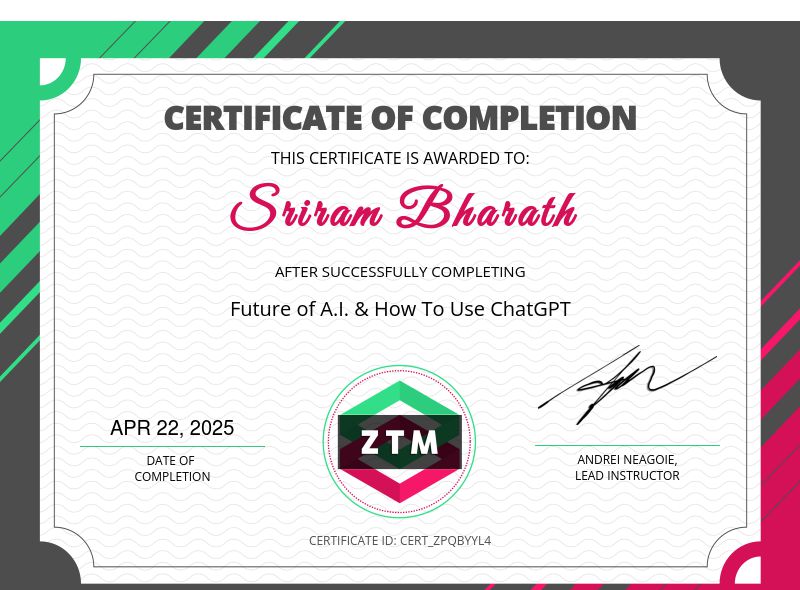 CERTIFICATE OF COMPLETION
THIS CERTIFICATE IS AWARDED TO:
Sriram Bharath
AFTER SUCCESSFULLY COMPLETING
Future of A.I. & How To Use ChatGPT
APR 22, 2025
DATE OF
COMPLETION
ZTM
ANDREI NEAGOIE,
LEAD INSTRUCTOR
CERTIFICATE ID: CERT_ZPQBYYL4